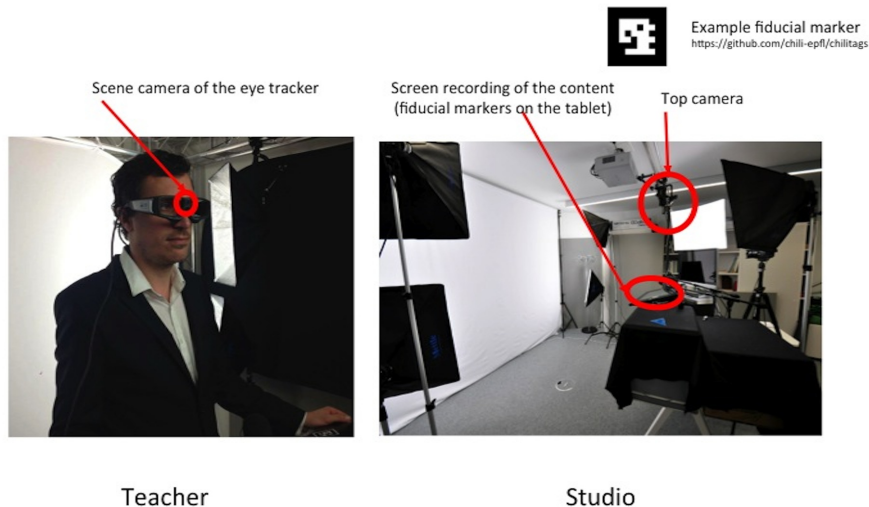 Example fiducial marker
https://github.com/chili-epfl/chilitags
Scene camera of the eye tracker
Screen recording of the content
(fiducial markers on the tablet)
Top camera
Teacher
Studio